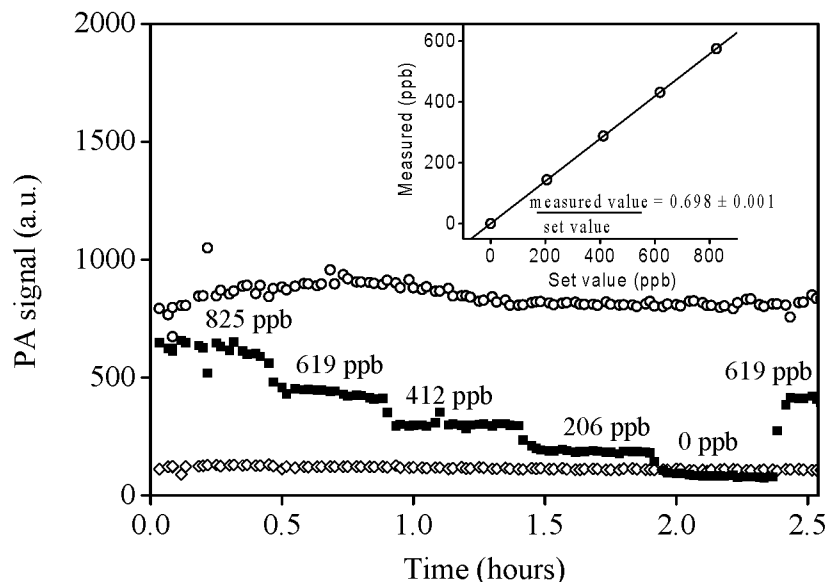 2000
1500
1000
500
0
PA signal (a.u.)
0.0
0.5
1.0
1.5
2.0
2.5
Time (hours)
825 ppb
619 ppb
412 ppb
206 ppb
0 ppb
619 ppb
600
400
200
0
Measured (ppb)
0
200
400
600
800
Set value (ppb)
measured value = 0.698 ± 0.001
set value